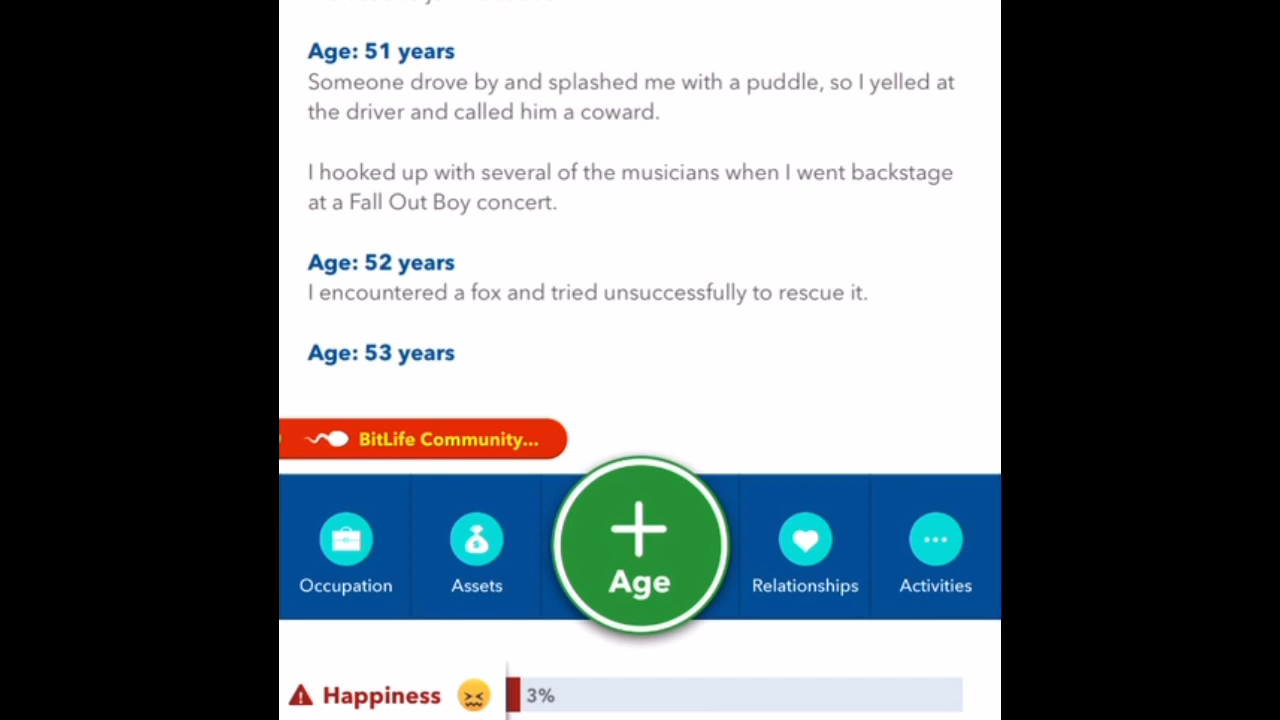 Age: 51 years
Someone drove by and splashed me with a puddle, so I yelled at
the driver and called him a coward.
I hooked up with several of the musicians when I went backstage
at a Fall Out Boy concert.
Age: 52 years
I encountered a fox and tried unsuccessfully to rescue it.
Age: 53 years
BitLife Community...
Occupation
Assets
Age
Relationships
Activities
Happiness 3%